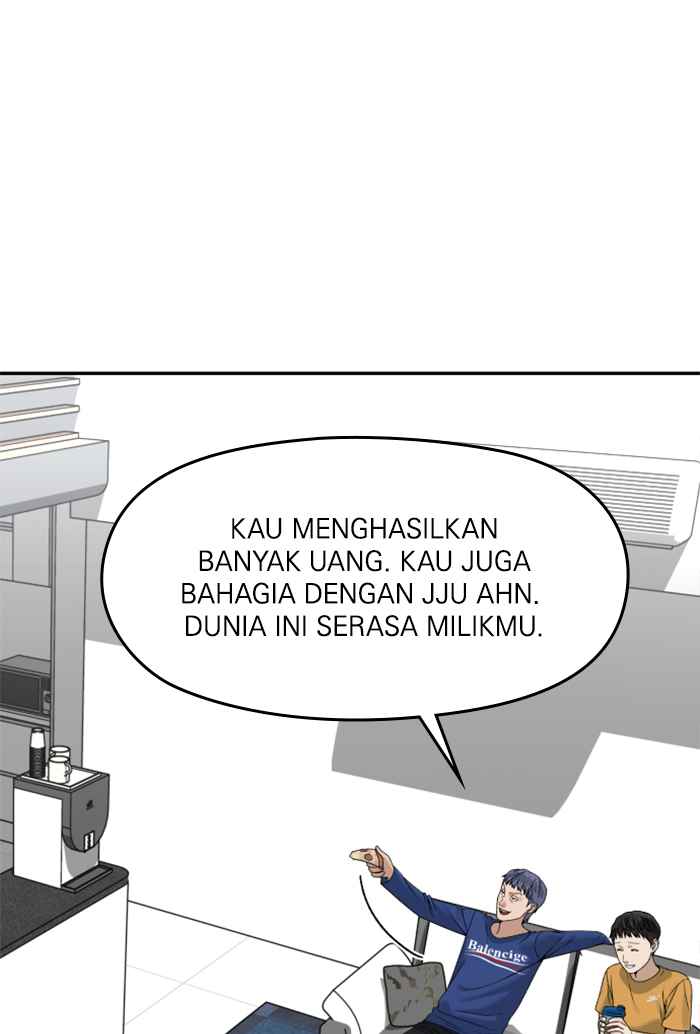 KAU MENGHASILKAN
BANYAK UANG. KAU JUGA
BAHAGIA DENGAN JJU AHN.
DUNIA INI SERASA MILIKMU.
Balencige